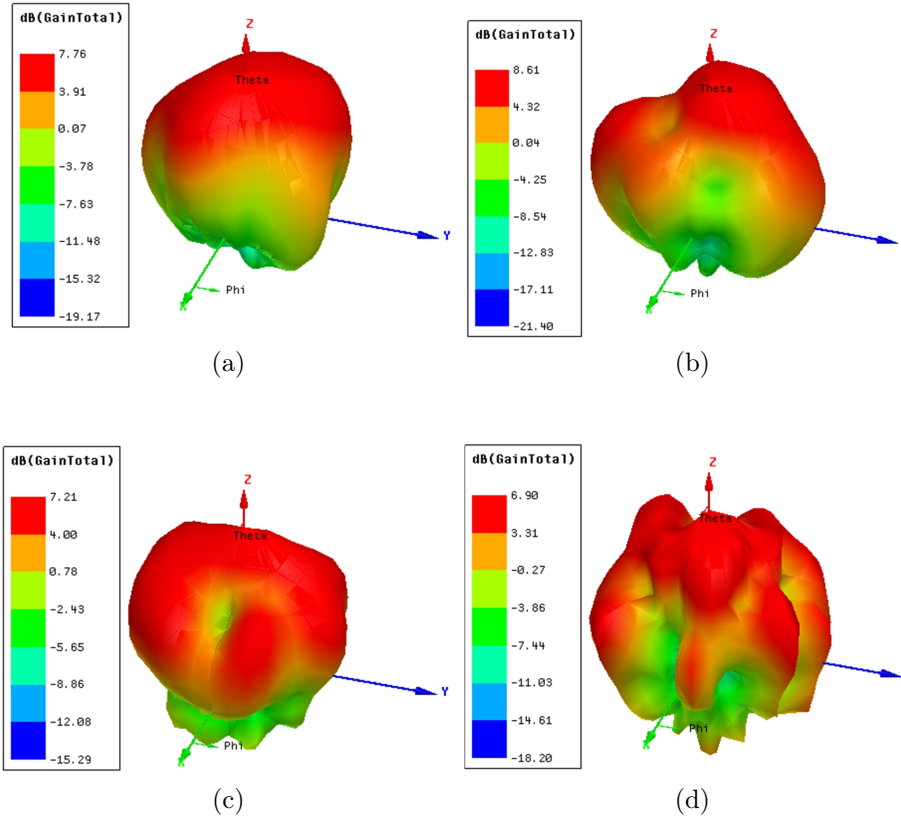 dB(GainTotal)
7.76
3.91
0.07
-3.78
-7.63
-11.48
-15.32
-19.17
Z
Theta
Y
Phi
X
(a)
dB(GainTotal)
8.61
4.32
0.04
-4.25
-8.54
-12.83
-17.11
-21.40
Z
Theta
Phi
X
(b)
dB(GainTotal)
7.21
4.00
0.78
-2.43
-5.65
-8.86
-12.08
-15.29
Z
Theta
Y
Phi
X
(c)
dB(GainTotal)
6.90
3.31
-0.27
-3.86
-7.44
-11.03
-14.61
-18.20
Z
Theta
Phi
X
(d)